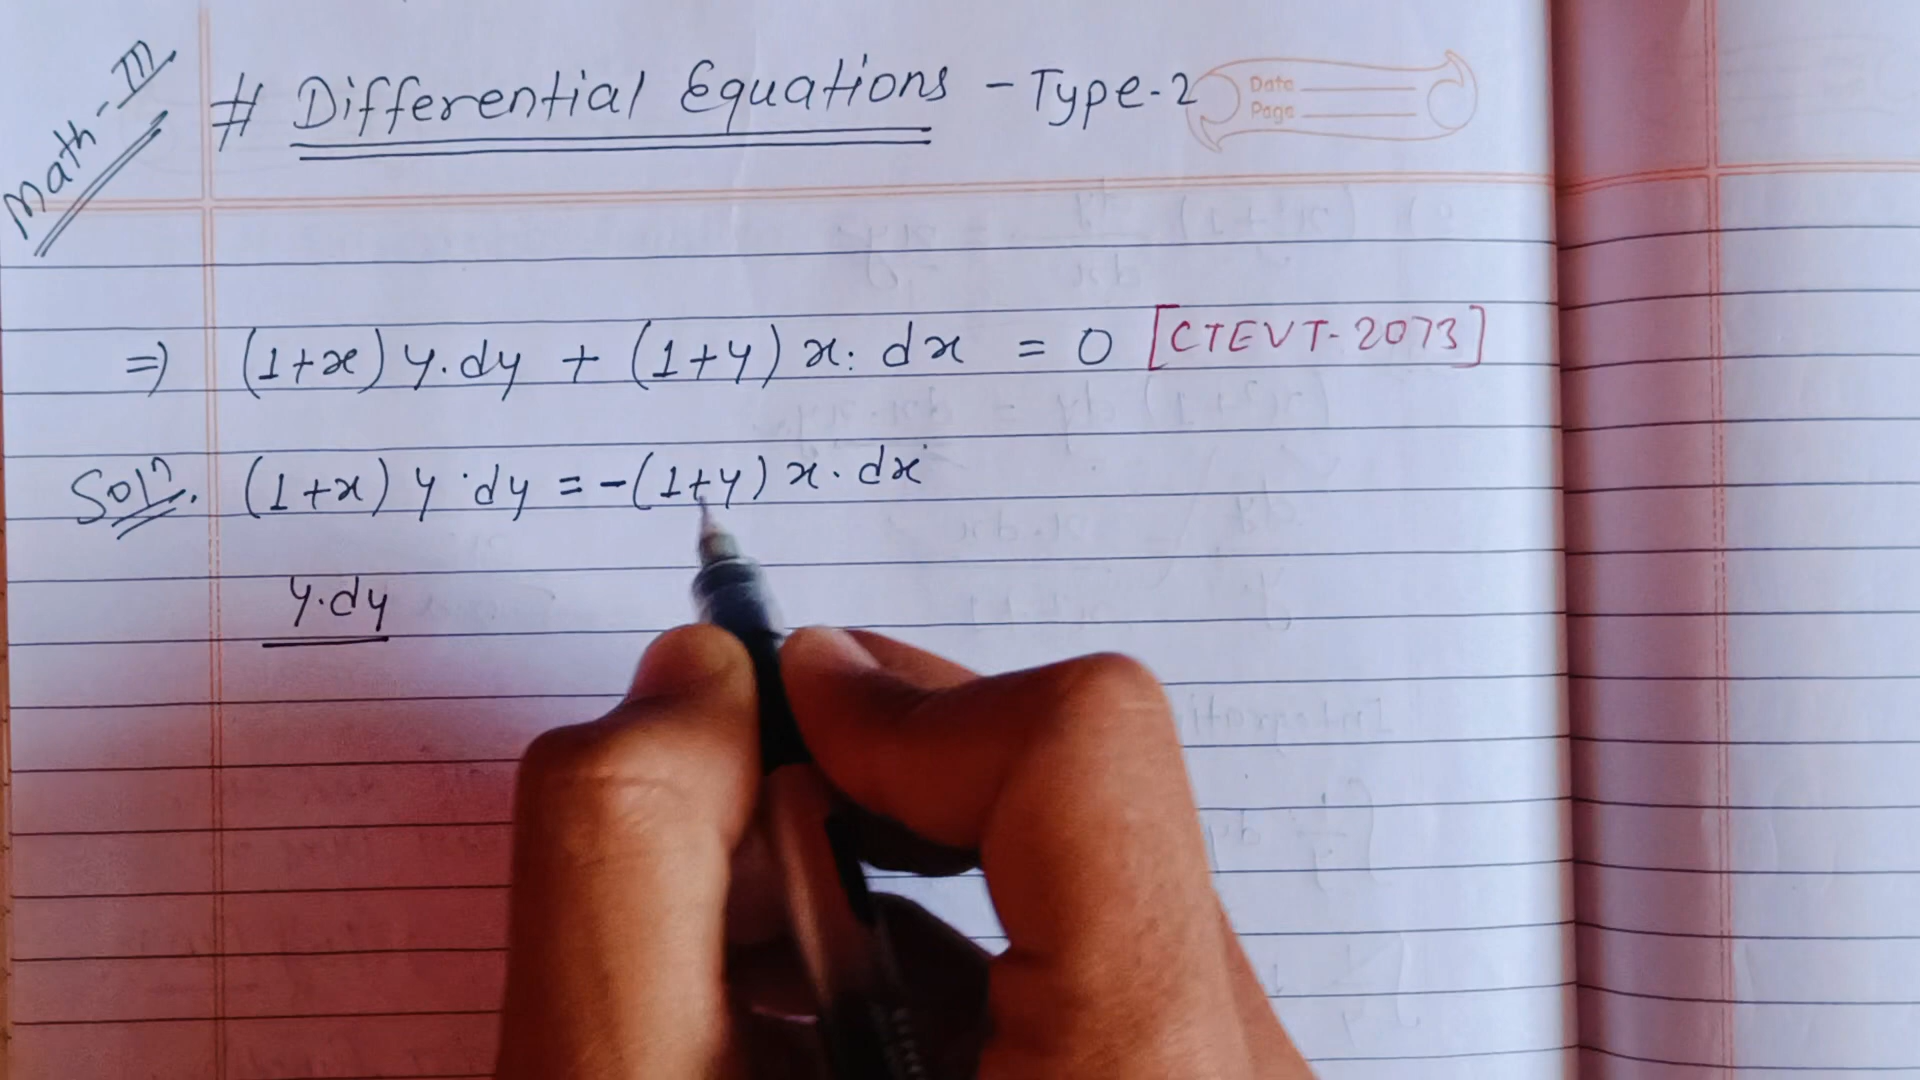 Math-III
# Differential Equations - Type-2
Date
Page
⇒ (1+x) y.dy + (1+y) x. dx = 0 [CTEVT-2073]
Solⁿ. (1+x) y.dy = -(1+y) x.dx
y.dy